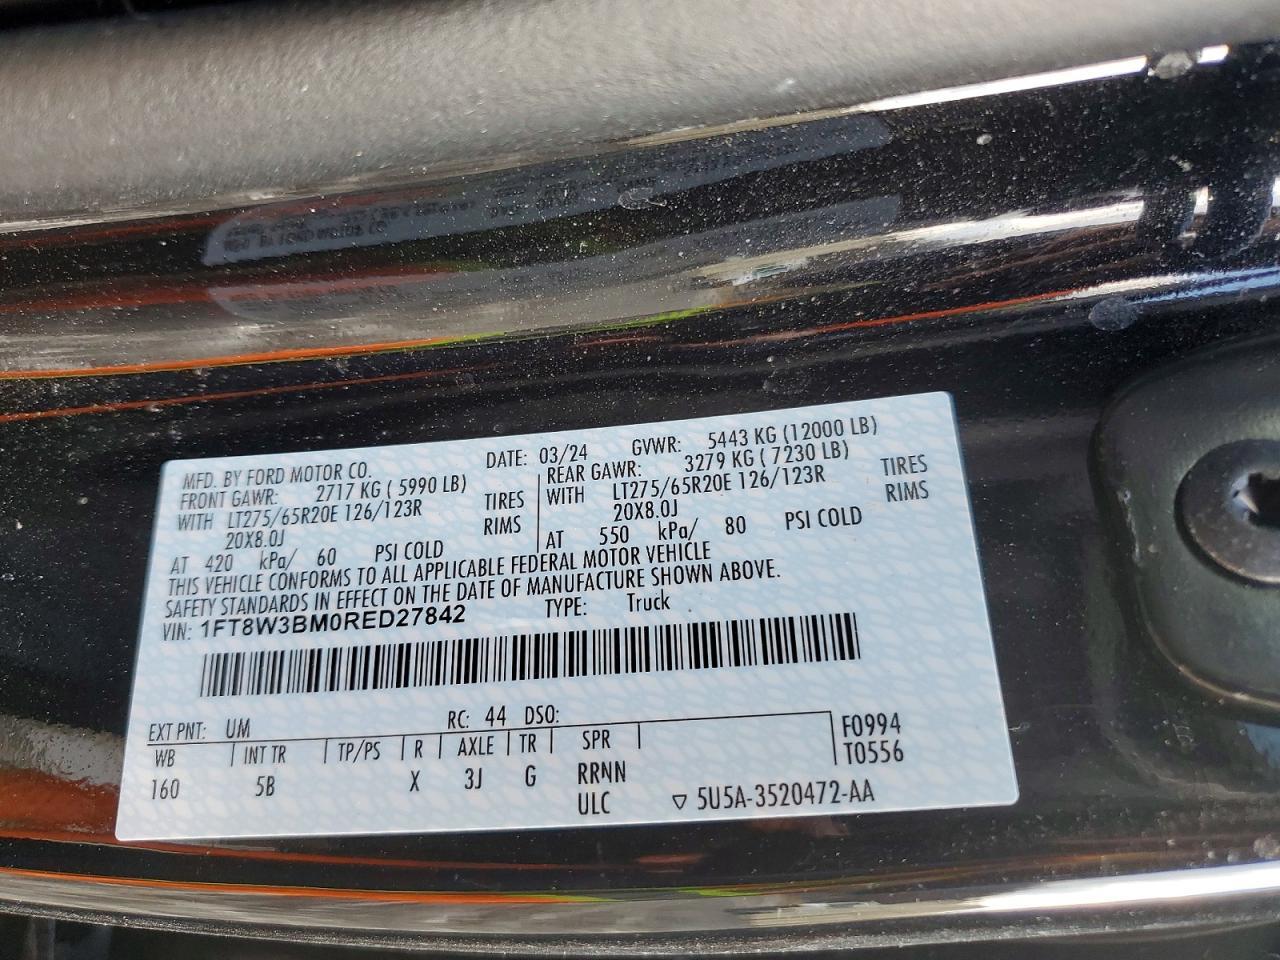 MFD. BY FORD MOTOR CO.
DATE: 03/24 GVWR: 5443 KG (12000 LB)
FRONT GAWR: 2717 KG ( 5990 LB)
WITH LT275/65R20E 126/123R TIRES
20X8.0J RIMS
AT 420 kPa/ 60 PSI COLD
REAR GAWR: 3279 KG ( 7230 LB)
WITH LT275/65R20E 126/123R TIRES
20X8.0J RIMS
AT 550 kPa/ 80 PSI COLD
THIS VEHICLE CONFORMS TO ALL APPLICABLE FEDERAL MOTOR VEHICLE
SAFETY STANDARDS IN EFFECT ON THE DATE OF MANUFACTURE SHOWN ABOVE.
VIN: 1FT8W3BM0RED27842 TYPE: Truck
EXT PNT: UM RC: 44 DSO:
WB INT TR TP/PS R AXLE TR SPR
160 5B X 3J G RRNN
ULC
F0994
T0556
▽ 5U5A-3520472-AA